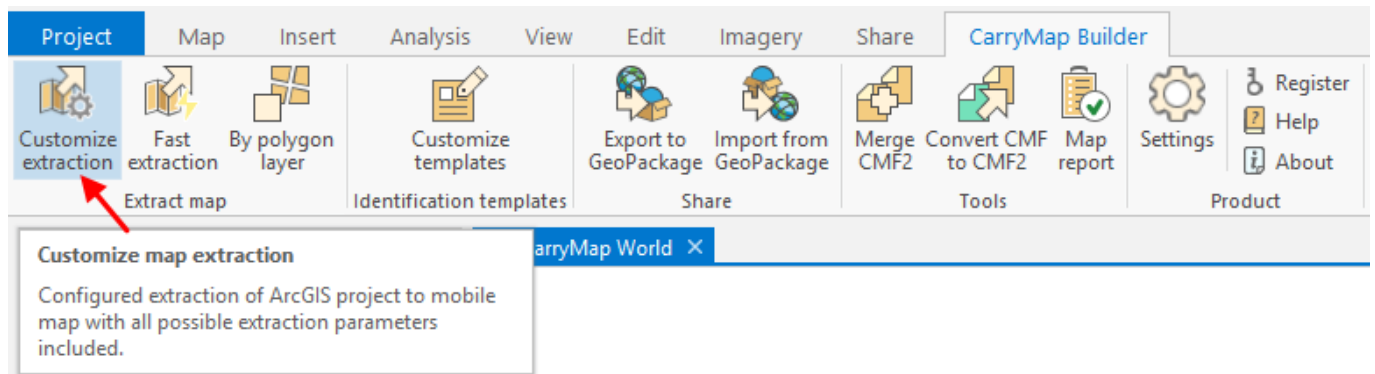 Project Map Insert Analysis View Edit Imagery Share CarryMap Builder
Customize extraction
Fast extraction
By polygon layer
Customize templates
Export to GeoPackage
Import from GeoPackage
Merge CMF2
Convert CMF to CMF2
Map report
Settings
Register
Help
About
Extract map
Identification templates
Share
Tools
Product
arryMap World
Customize map extraction
Configured extraction of ArcGIS project to mobile
map with all possible extraction parameters
included.